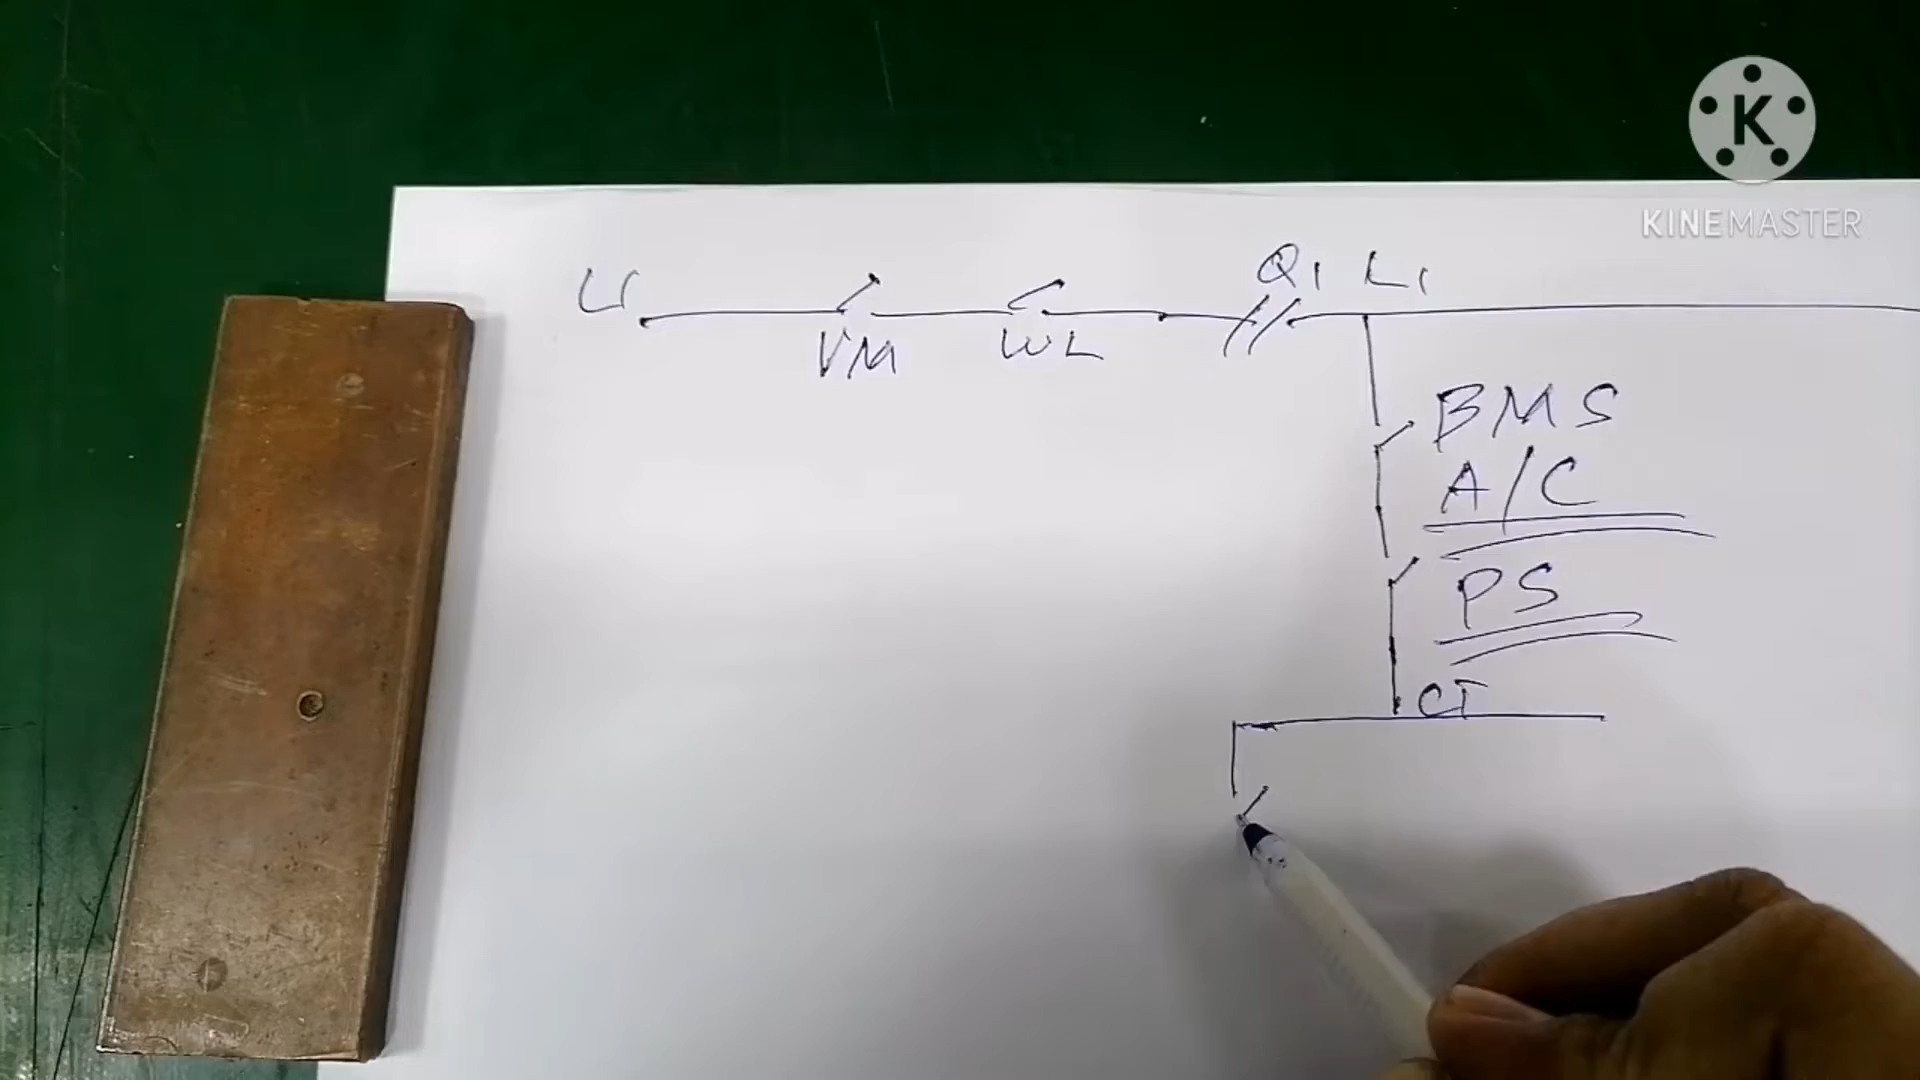 K
KINEMASTER
L1
Q1 L1
VM
WL
BMS
A/C
PS
CT